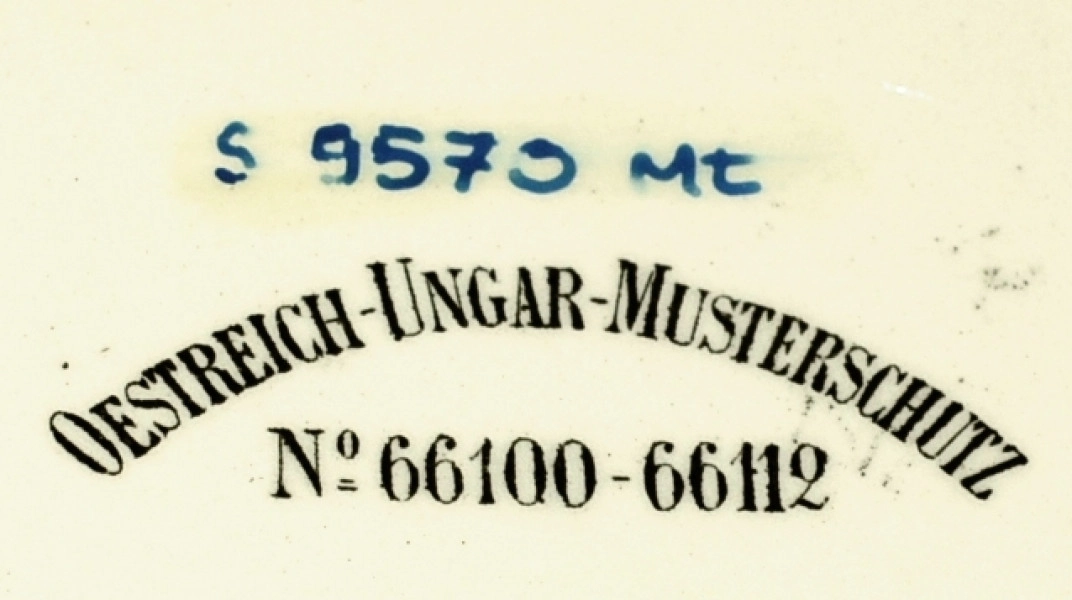 S 9570 Mt
OESTREICH-UNGAR-MUSTERSCHUTZ
Nº 66100-66112